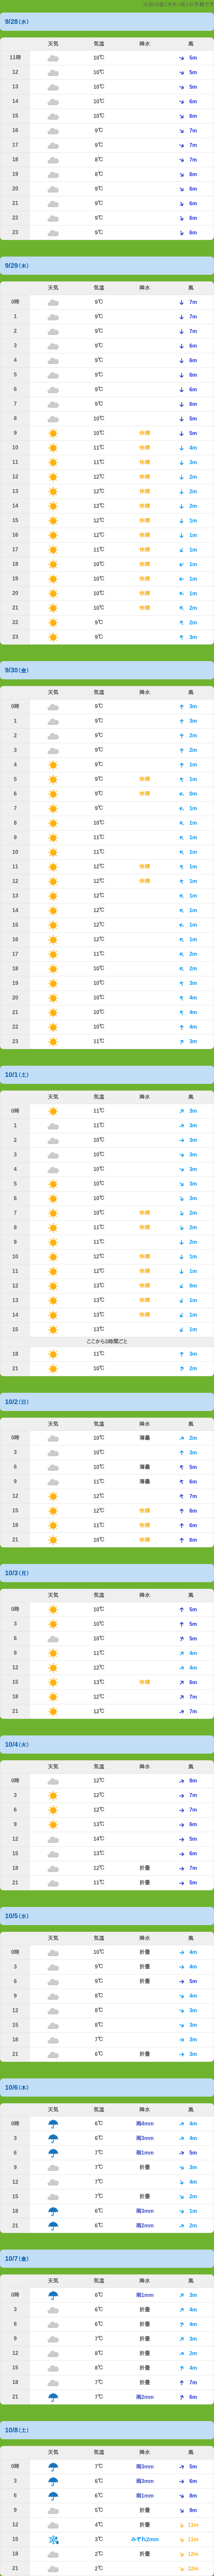 9/28(水)
天気 気温 降水 風
11時 10℃ 5m
12 10℃ 5m
13 10℃ 5m
14 10℃ 6m
15 10℃ 6m
16 9℃ 7m
17 9℃ 7m
18 8℃ 7m
19 8℃ 6m
20 9℃ 6m
21 9℃ 6m
22 9℃ 6m
23 9℃ 6m
9/29(木)
天気 気温 降水 風
0時 9℃ 7m
1 9℃ 7m
2 9℃ 7m
3 9℃ 6m
4 9℃ 6m
5 9℃ 6m
6 9℃ 6m
7 9℃ 6m
8 10℃ 5m
9 10℃ 快晴 5m
10 11℃ 快晴 4m
11 11℃ 快晴 3m
12 12℃ 快晴 2m
13 12℃ 快晴 2m
14 12℃ 快晴 2m
15 12℃ 快晴 1m
16 12℃ 快晴 1m
17 11℃ 快晴 1m
18 10℃ 快晴 1m
19 10℃ 快晴 1m
20 10℃ 快晴 1m
21 10℃ 快晴 2m
22 9℃ 2m
23 9℃ 3m
9/30(金)
天気 気温 降水 風
0時 9℃ 3m
1 9℃ 3m
2 9℃ 2m
3 9℃ 2m
4 9℃ 1m
5 9℃ 快晴 1m
6 9℃ 快晴 0m
7 9℃ 1m
8 10℃ 1m
9 11℃ 1m
10 11℃ 1m
11 12℃ 快晴 1m
12 12℃ 快晴 1m
13 12℃ 1m
14 12℃ 1m
15 12℃ 1m
16 12℃ 1m
17 11℃ 2m
18 10℃ 2m
19 10℃ 3m
20 10℃ 4m
21 10℃ 4m
22 10℃ 4m
23 11℃ 3m
10/1(土)
天気 気温 降水 風
0時 11℃ 3m
1 11℃ 3m
2 10℃ 3m
3 10℃ 3m
4 10℃ 3m
5 10℃ 3m
6 10℃ 3m
7 10℃ 快晴 2m
8 11℃ 快晴 2m
9 11℃ 2m
10 12℃ 快晴 1m
11 12℃ 快晴 1m
12 13℃ 快晴 0m
13 13℃ 快晴 1m
14 13℃ 快晴 1m
15 13℃ 1m
ここから3時間ごと
18 11℃ 3m
21 10℃ 2m
10/2(日)
天気 気温 降水 風
0時 10℃ 薄曇 2m
3 10℃ 3m
6 10℃ 薄曇 5m
9 11℃ 薄曇 6m
12 12℃ 7m
15 12℃ 快晴 6m
18 11℃ 快晴 6m
21 10℃ 快晴 6m
10/3(月)
天気 気温 降水 風
0時 10℃ 5m
3 10℃ 5m
6 10℃ 5m
9 11℃ 4m
12 12℃ 4m
15 13℃ 快晴 6m
18 12℃ 7m
21 12℃ 7m
10/4(火)
天気 気温 降水 風
0時 12℃ 8m
3 12℃ 7m
6 12℃ 7m
9 13℃ 6m
12 14℃ 5m
15 13℃ 6m
18 12℃ 折曇 7m
21 11℃ 折曇 5m
10/5(水)
天気 気温 降水 風
0時 10℃ 折曇 4m
3 9℃ 折曇 4m
6 9℃ 折曇 5m
9 8℃ 4m
12 8℃ 3m
15 8℃ 3m
18 7℃ 3m
21 6℃ 折曇 3m
10/6(木)
天気 気温 降水 風
0時 6℃ 雨4mm 4m
3 6℃ 雨3mm 4m
6 7℃ 雨1mm 5m
9 7℃ 折曇 3m
12 7℃ 4m
15 7℃ 折曇 2m
18 6℃ 雨3mm 1m
21 6℃ 雨2mm 2m
10/7(金)
天気 気温 降水 風
0時 6℃ 雨1mm 3m
3 6℃ 折曇 4m
6 6℃ 折曇 4m
9 7℃ 折曇 3m
12 8℃ 折曇 2m
15 8℃ 折曇 4m
18 7℃ 折曇 7m
21 7℃ 雨2mm 6m
10/8(土)
天気 気温 降水 風
0時 7℃ 雨3mm 5m
3 7℃ 雨3mm 6m
6 6℃ 雨1mm 8m
9 5℃ 折曇 9m
12 4℃ 折曇 11m
15 3℃ みぞれ2mm 11m
18 2℃ 折曇 12m
21 2℃ 12m